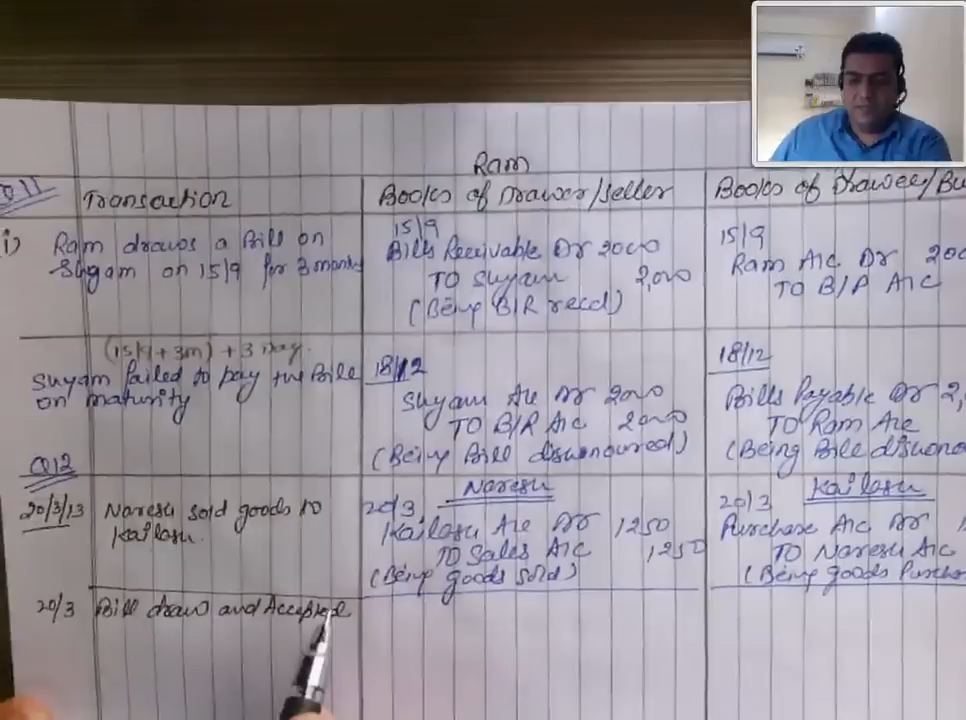 Ram
Q11 Transaction Books of Drawer/Seller Books of Drawee/Bu
i) Ram draws a Bill on
Shyam on 15/9 for 3 months
15/9
Bills Receivable Dr 2000
To Shyam 2,000
(Being B/R recd)
15/9
Ram A/c Dr 200
To B/P A/c
(15/9+3m) + 3 Day.
Shyam failed to pay the Bill
on maturity
18/12
Shyam A/c Dr 2000
To B/R A/c 2000
(Being Bill dishonoured)
18/12
Bills Payable Dr 2,
To Ram A/c
(Being Bill dishono
Q12
20/3/13 Naresh sold goods to
Kailash.
Naresh
20/3
Kailash A/c Dr 1250
To Sales A/c 1250
(Being goods sold)
Kailash
20/3
Purchase A/c Dr 1
To Naresh A/c
(Being goods Purcha
20/3 Bill drawn and Accepted